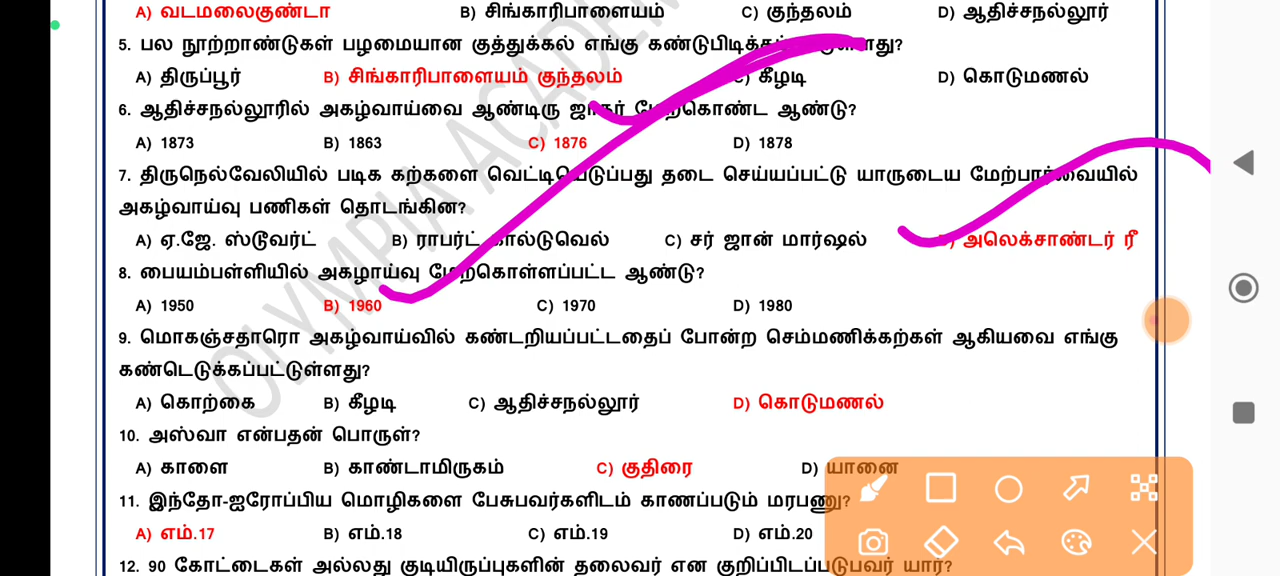 A) வடமலைகுண்டா B) சிங்காரிபாளையம் C) குந்தலம் D) ஆதிச்சநல்லூர்
5. பல நூற்றாண்டுகள் பழமையான குத்துக்கல் எங்கு
A) திருப்பூர் B) சிங்காரிபாளையம் குந்தலம் C) கீழடி D) கொடுமணல்
6. ஆதிச்சநல்லூரில் அகழ்வாய்வை ஆண்டிரு ஜாகர் மேற்கொண்ட ஆண்டு?
A) 1873 B) 1863 C) 1876 D) 1878
7. திருநெல்வேலியில் படிக கற்களை வெட்டியெடுப்பது தடை செய்யப்பட்டு யாருடைய மேற்பார்வையில்
அகழ்வாய்வு பணிகள் தொடங்கின?
A) ஏ.ஜே. ஸ்டூவர்ட் B) ராபர்ட் கால்டுவெல் C) சர் ஜான் மார்ஷல் D) அலெக்சாண்டர் ரீ
8. பையம்பள்ளியில் அகழாய்வு மேற்கொள்ளப்பட்ட ஆண்டு?
A) 1950 B) 1960 C) 1970 D) 1980
9. மொகஞ்சதாரொ அகழ்வாய்வில் கண்டறியப்பட்டதைப் போன்ற செம்மணிக்கற்கள் ஆகியவை எங்கு
கண்டெடுக்கப்பட்டுள்ளது?
A) கொற்கை B) கீழடி C) ஆதிச்சநல்லூர் D) கொடுமணல்
10. அஸ்வா என்பதன் பொருள்?
A) காளை B) காண்டாமிருகம் C) குதிரை D) யானை
11. இந்தோ-ஐரோப்பிய மொழிகளை பேசுபவர்களிடம் காணப்படும் மரபணு?
A) எம்.17 B) எம்.18 C) எம்.19 D) எம்.20
12. 90 கோட்டைகள் அல்லது குடியிருப்புகளின் தலைவர் என குறிப்பிடப்படுபவர் யார்?
OLYMPIA ACADEM